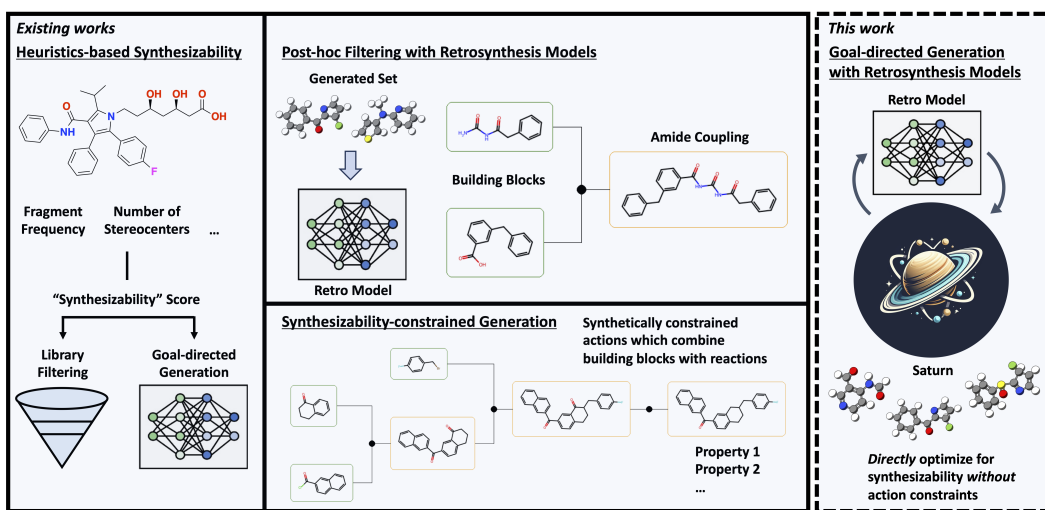 Existing works
Heuristics-based Synthesizability
OH OH
O
O
N
OH
NH
F
Fragment
Frequency
Number of
Stereocenters
...
“Synthesizability” Score
Library
Filtering
Goal-directed
Generation
Post-hoc Filtering with Retrosynthesis Models
Generated Set
Retro Model
Building Blocks
Amide Coupling
Synthesizability-constrained Generation
Synthetically constrained
actions which combine
building blocks with reactions
Property 1
Property 2
...
This work
Goal-directed Generation
with Retrosynthesis Models
Retro Model
Saturn
Directly optimize for
synthesizability without
action constraints